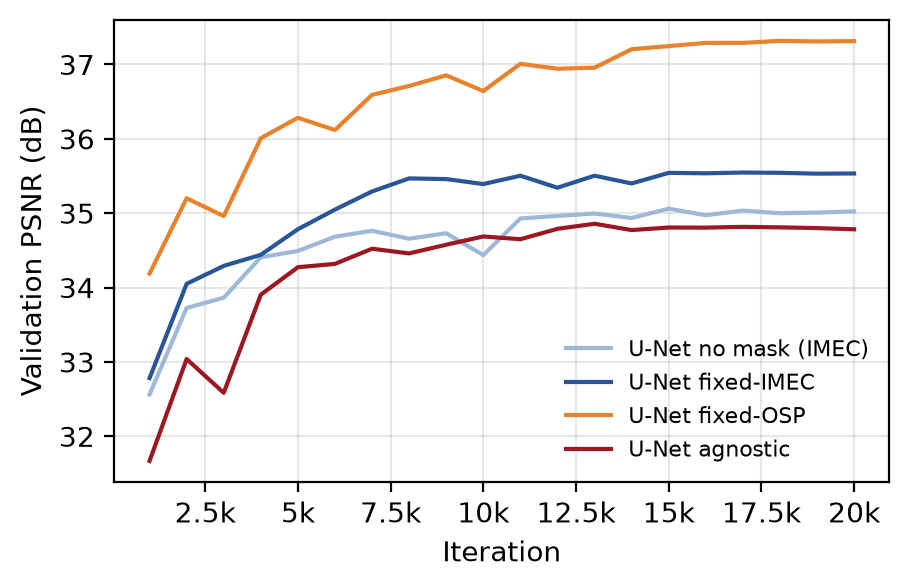 Validation PSNR (dB)
37
36
35
34
33
32
U-Net no mask (IMEC)
U-Net fixed-IMEC
U-Net fixed-OSP
U-Net agnostic
2.5k 5k 7.5k 10k 12.5k 15k 17.5k 20k
Iteration